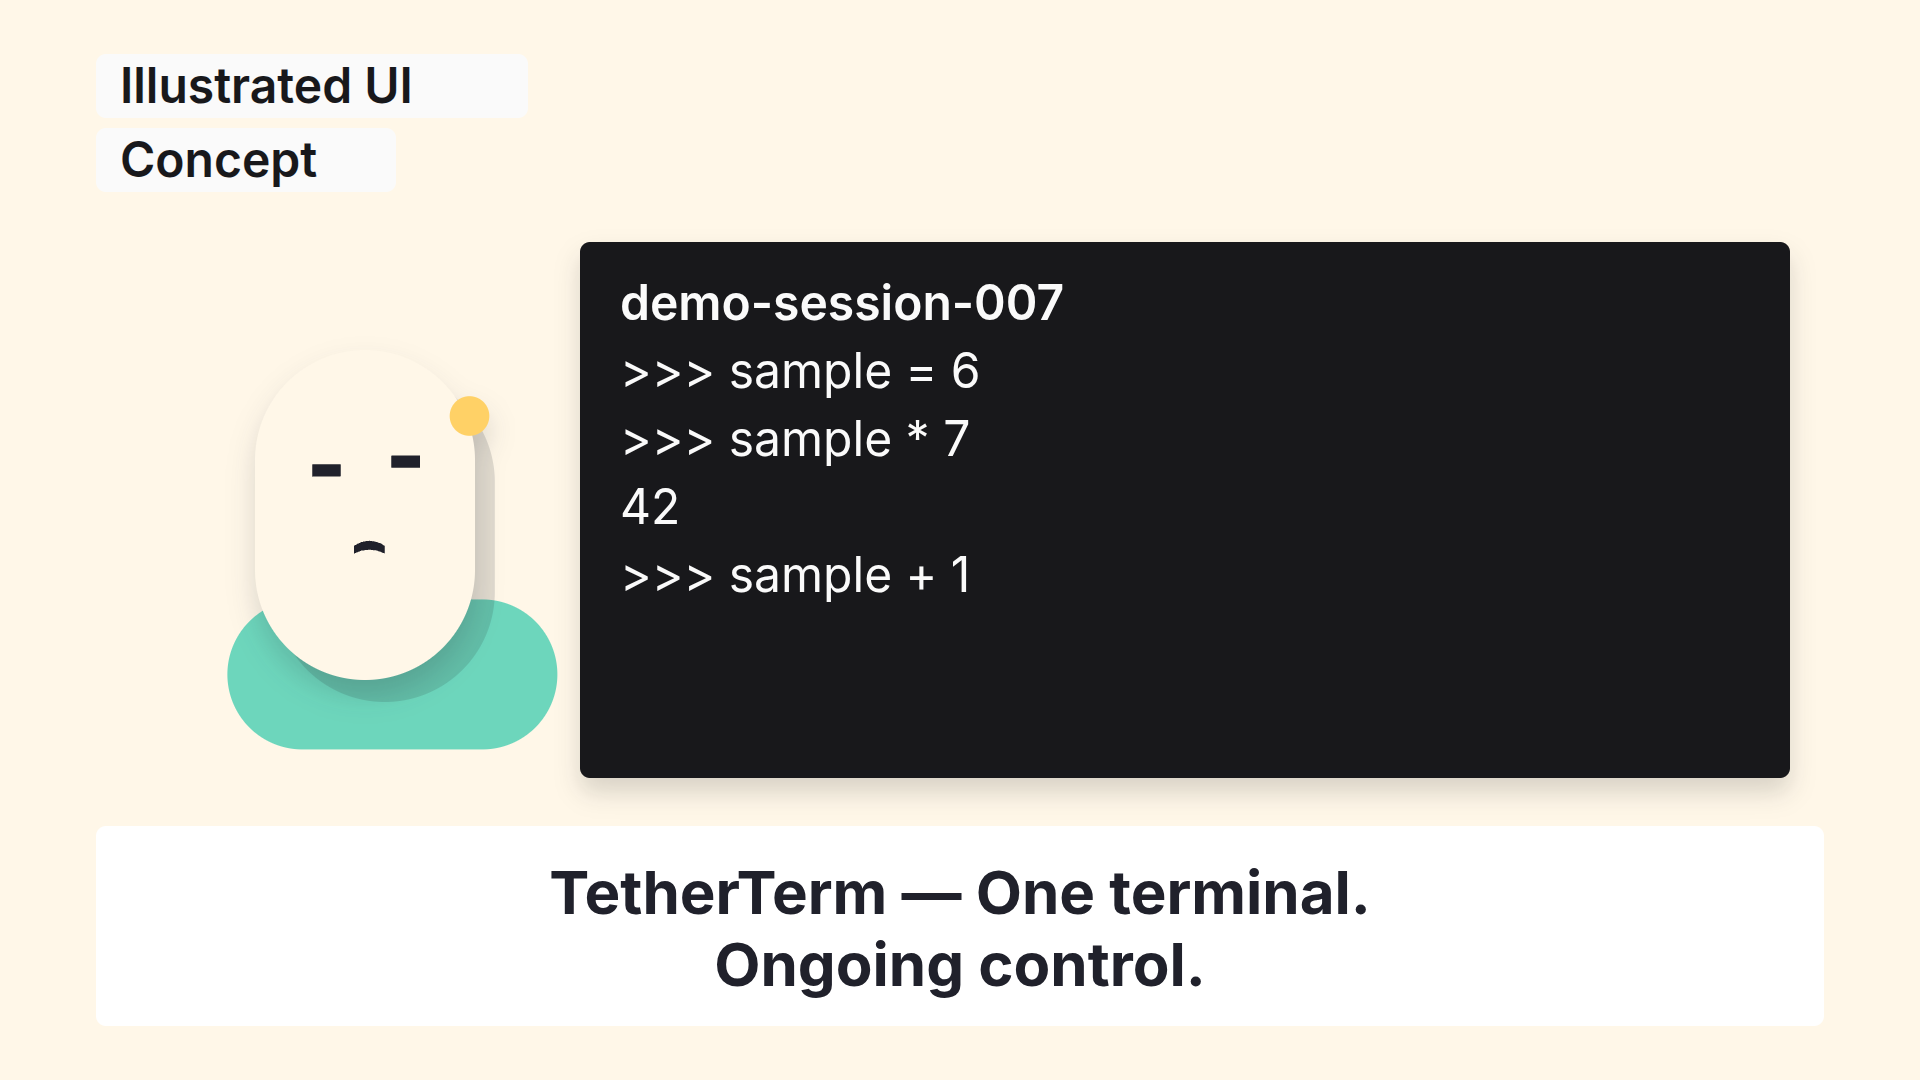 Illustrated UI
Concept
demo-session-007
>>> sample = 6
>>> sample * 7
42
>>> sample + 1
TetherTerm — One terminal.
Ongoing control.